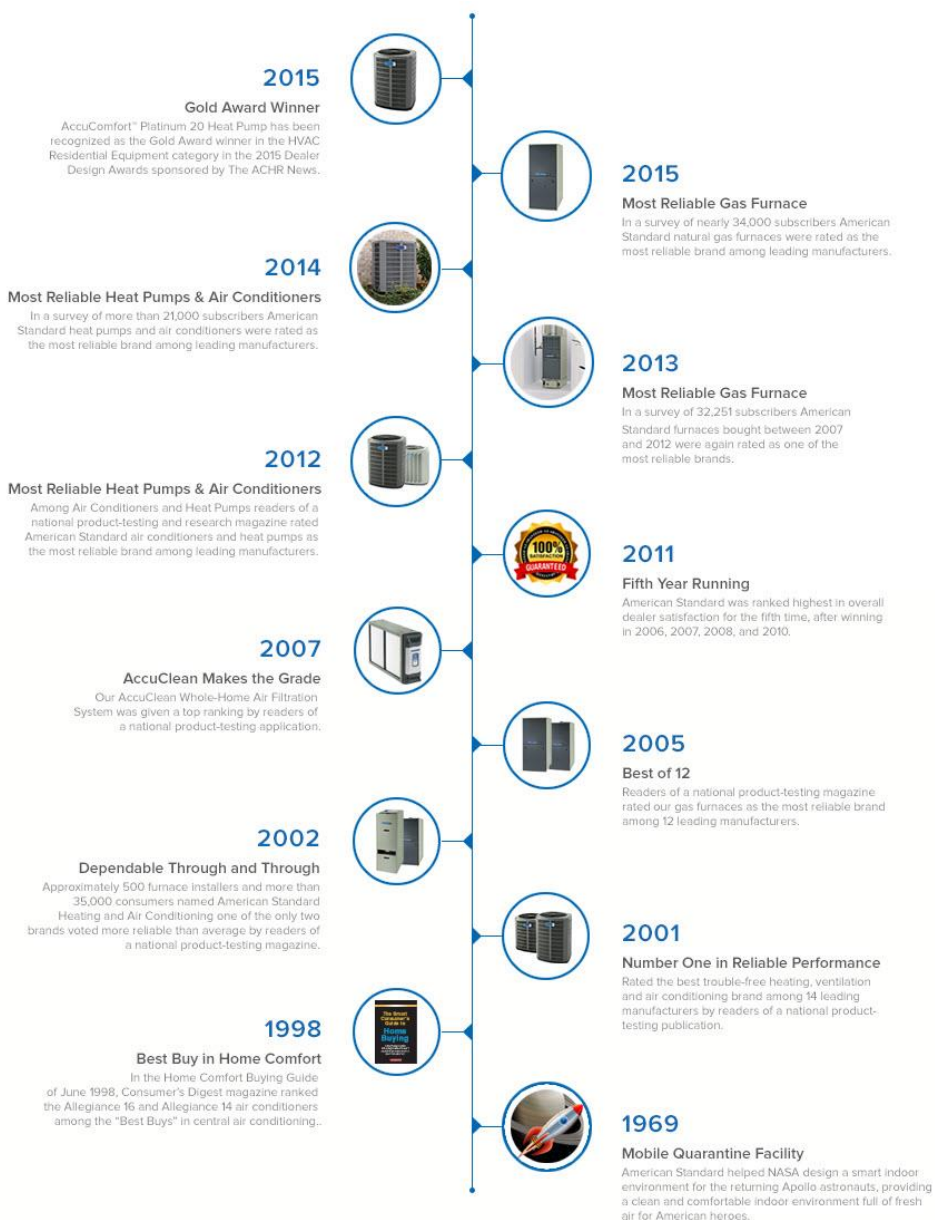 2015
Gold Award Winner
AccuComfort™ Platinum 20 Heat Pump has been
recognized as the Gold Award winner in the HVAC
Residential Equipment category in the 2015 Dealer
Design Awards sponsored by The ACHR News.
2015
Most Reliable Gas Furnace
In a survey of nearly 34,000 subscribers American
Standard natural gas furnaces were rated as the
most reliable brand among leading manufacturers.
2014
Most Reliable Heat Pumps & Air Conditioners
In a survey of more than 21,000 subscribers American
Standard heat pumps and air conditioners were rated as
the most reliable brand among leading manufacturers.
2013
Most Reliable Gas Furnace
In a survey of 32,251 subscribers American
Standard furnaces bought between 2007
and 2012 were again rated as one of the
most reliable brands.
2012
Most Reliable Heat Pumps & Air Conditioners
Among Air Conditioners and Heat Pumps readers of a
national product-testing and research magazine rated
American Standard air conditioners and heat pumps as
the most reliable brand among leading manufacturers.
100%
SATISFACTION
GUARANTEED
2011
Fifth Year Running
American Standard was ranked highest in overall
dealer satisfaction for the fifth time, after winning
in 2006, 2007, 2008, and 2010.
2007
AccuClean Makes the Grade
Our AccuClean Whole-Home Air Filtration
System was given a top ranking by readers of
a national product-testing application.
2005
Best of 12
Readers of a national product-testing magazine
rated our gas furnaces as the most reliable brand
among 12 leading manufacturers.
2002
Dependable Through and Through
Approximately 500 furnace installers and more than
35,000 consumers named American Standard
Heating and Air Conditioning one of the only two
brands voted more reliable than average by readers of
a national product-testing magazine.
2001
Number One in Reliable Performance
Rated the best trouble-free heating, ventilation
and air conditioning brand among 14 leading
manufacturers by readers of a national product-
testing publication.
The Smart
Consumer's
Guide to
Home
Buying
1998
Best Buy in Home Comfort
In the Home Comfort Buying Guide
of June 1998, Consumer's Digest magazine ranked
the Allegiance 16 and Allegiance 14 air conditioners
among the "Best Buys" in central air conditioning..
1969
Mobile Quarantine Facility
American Standard helped NASA design a smart indoor
environment for the returning Apollo astronauts, providing
a clean and comfortable indoor environment full of fresh
air for American heroes.